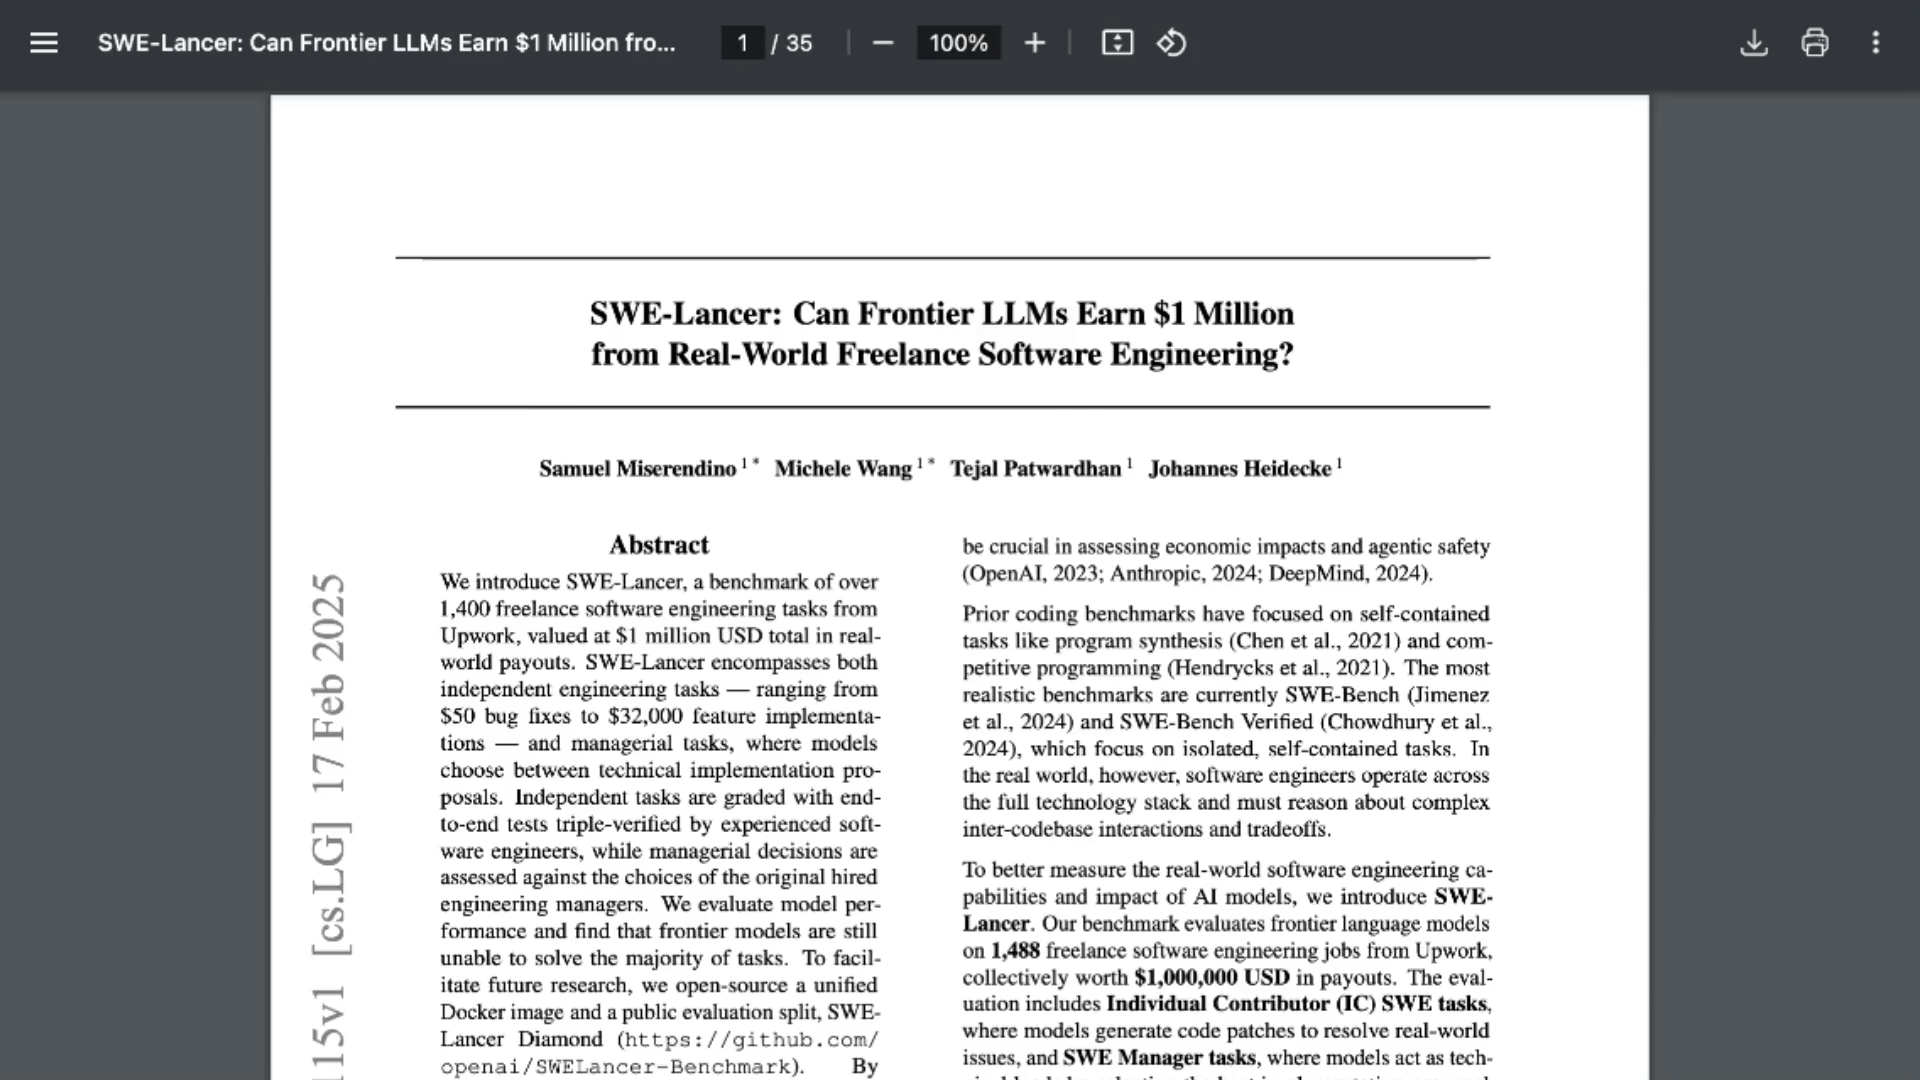 SWE-Lancer: Can Frontier LLMs Earn $1 Million fro...
1 / 35
100%
SWE-Lancer: Can Frontier LLMs Earn $1 Million
from Real-World Freelance Software Engineering?
Samuel Miserendino 1 * Michele Wang 1 * Tejal Patwardhan 1 Johannes Heidecke 1
115v1 [cs.LG] 17 Feb 2025
Abstract
We introduce SWE-Lancer, a benchmark of over
1,400 freelance software engineering tasks from
Upwork, valued at $1 million USD total in real-
world payouts. SWE-Lancer encompasses both
independent engineering tasks — ranging from
$50 bug fixes to $32,000 feature implementa-
tions — and managerial tasks, where models
choose between technical implementation pro-
posals. Independent tasks are graded with end-
to-end tests triple-verified by experienced soft-
ware engineers, while managerial decisions are
assessed against the choices of the original hired
engineering managers. We evaluate model per-
formance and find that frontier models are still
unable to solve the majority of tasks. To facil-
itate future research, we open-source a unified
Docker image and a public evaluation split, SWE-
Lancer Diamond (https://github.com/
openai/SWELancer-Benchmark). By
be crucial in assessing economic impacts and agentic safety
(OpenAI, 2023; Anthropic, 2024; DeepMind, 2024).
Prior coding benchmarks have focused on self-contained
tasks like program synthesis (Chen et al., 2021) and com-
petitive programming (Hendrycks et al., 2021). The most
realistic benchmarks are currently SWE-Bench (Jimenez
et al., 2024) and SWE-Bench Verified (Chowdhury et al.,
2024), which focus on isolated, self-contained tasks. In
the real world, however, software engineers operate across
the full technology stack and must reason about complex
inter-codebase interactions and tradeoffs.
To better measure the real-world software engineering ca-
pabilities and impact of AI models, we introduce SWE-
Lancer. Our benchmark evaluates frontier language models
on 1,488 freelance software engineering jobs from Upwork,
collectively worth $1,000,000 USD in payouts. The eval-
uation includes Individual Contributor (IC) SWE tasks,
where models generate code patches to resolve real-world
issues, and SWE Manager tasks, where models act as tech-